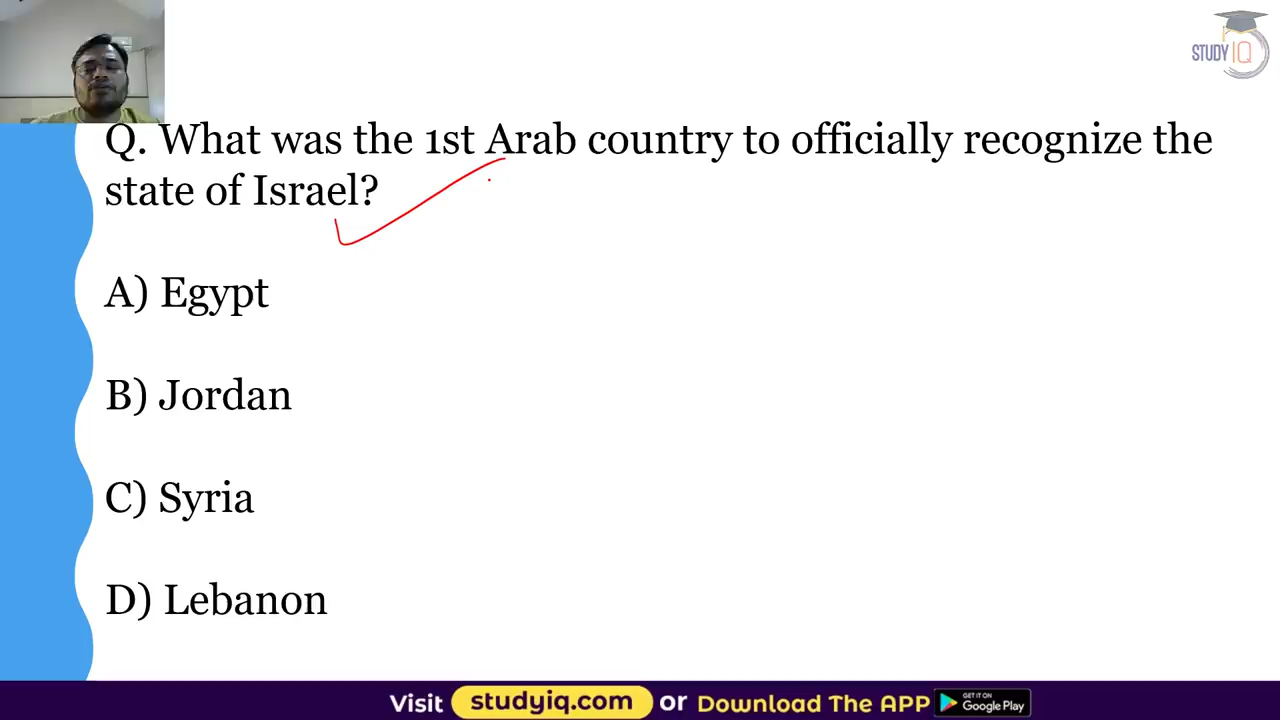 STUDY IQ
Q. What was the 1st Arab country to officially recognize the
state of Israel?
A) Egypt
B) Jordan
C) Syria
D) Lebanon
Visit studyiq.com or Download The APP GET IT ON Google Play